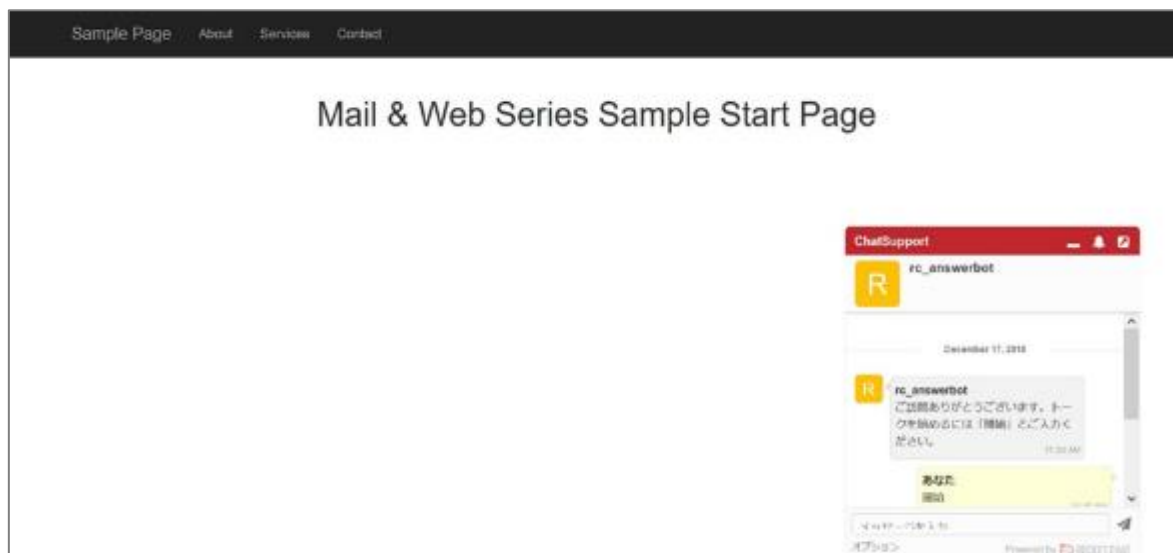 Sample Page About Services Contact
Mail & Web Series Sample Start Page
ChatSupport
R
rc_answerbot
December 17, 2018
R
rc_answerbot
ご訪問ありがとうございます。トー
クを始めるには「開始」とご入力く
ださい。
あなた
開始
オプション
Powered by